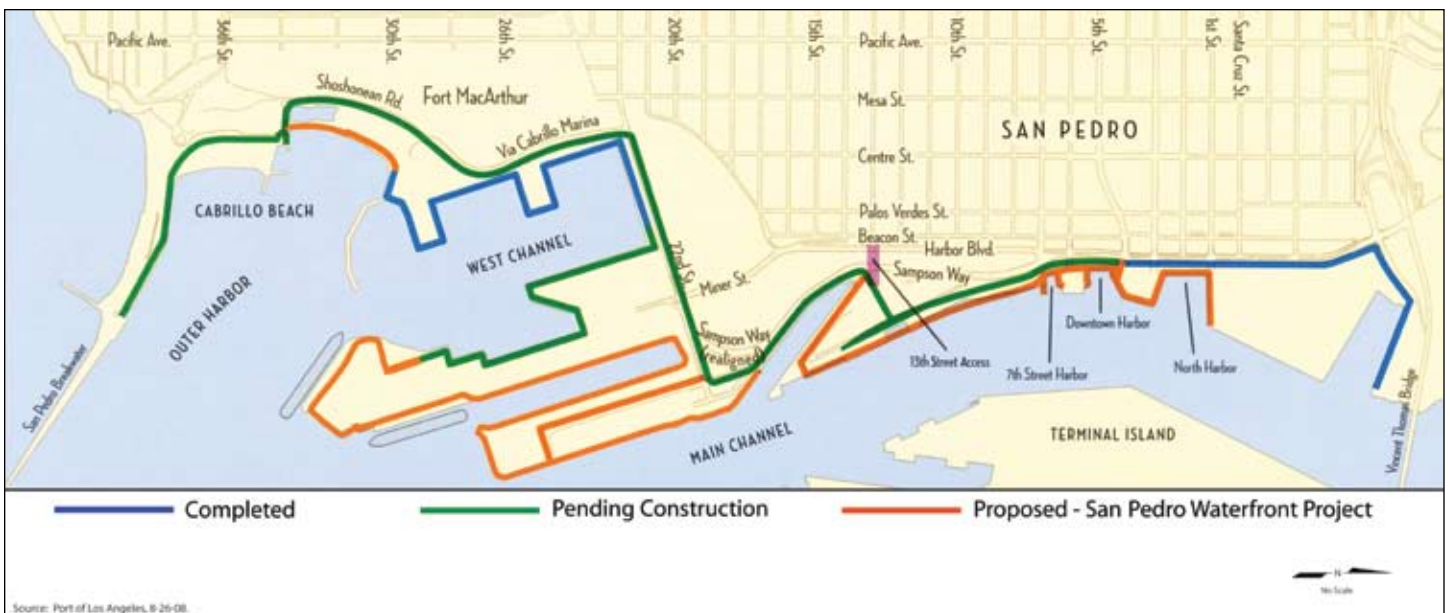 Pacific Ave.
36th St.
30th St.
26th St.
20th St.
15th St.
Pacific Ave.
10th St.
5th St.
1st St.
Santa Cruz St.
Shoshonean Rd.
Fort MacArthur
Mesa St.
SAN PEDRO
Via Cabrillo Marina
Centre St.
CABRILLO BEACH
Palos Verdes St.
Beacon St.
Harbor Blvd.
WEST CHANNEL
22nd St.
Sampson Way
Miner St.
OUTER HARBOR
Sampson Way
(realigned)
Downtown Harbor
13th Street Access
7th Street Harbor
North Harbor
San Pedro Breakwater
MAIN CHANNEL
TERMINAL ISLAND
Vincent Thomas Bridge
Completed
Pending Construction
Proposed - San Pedro Waterfront Project
N
No Scale
Source: Port of Los Angeles, 8-26-08.